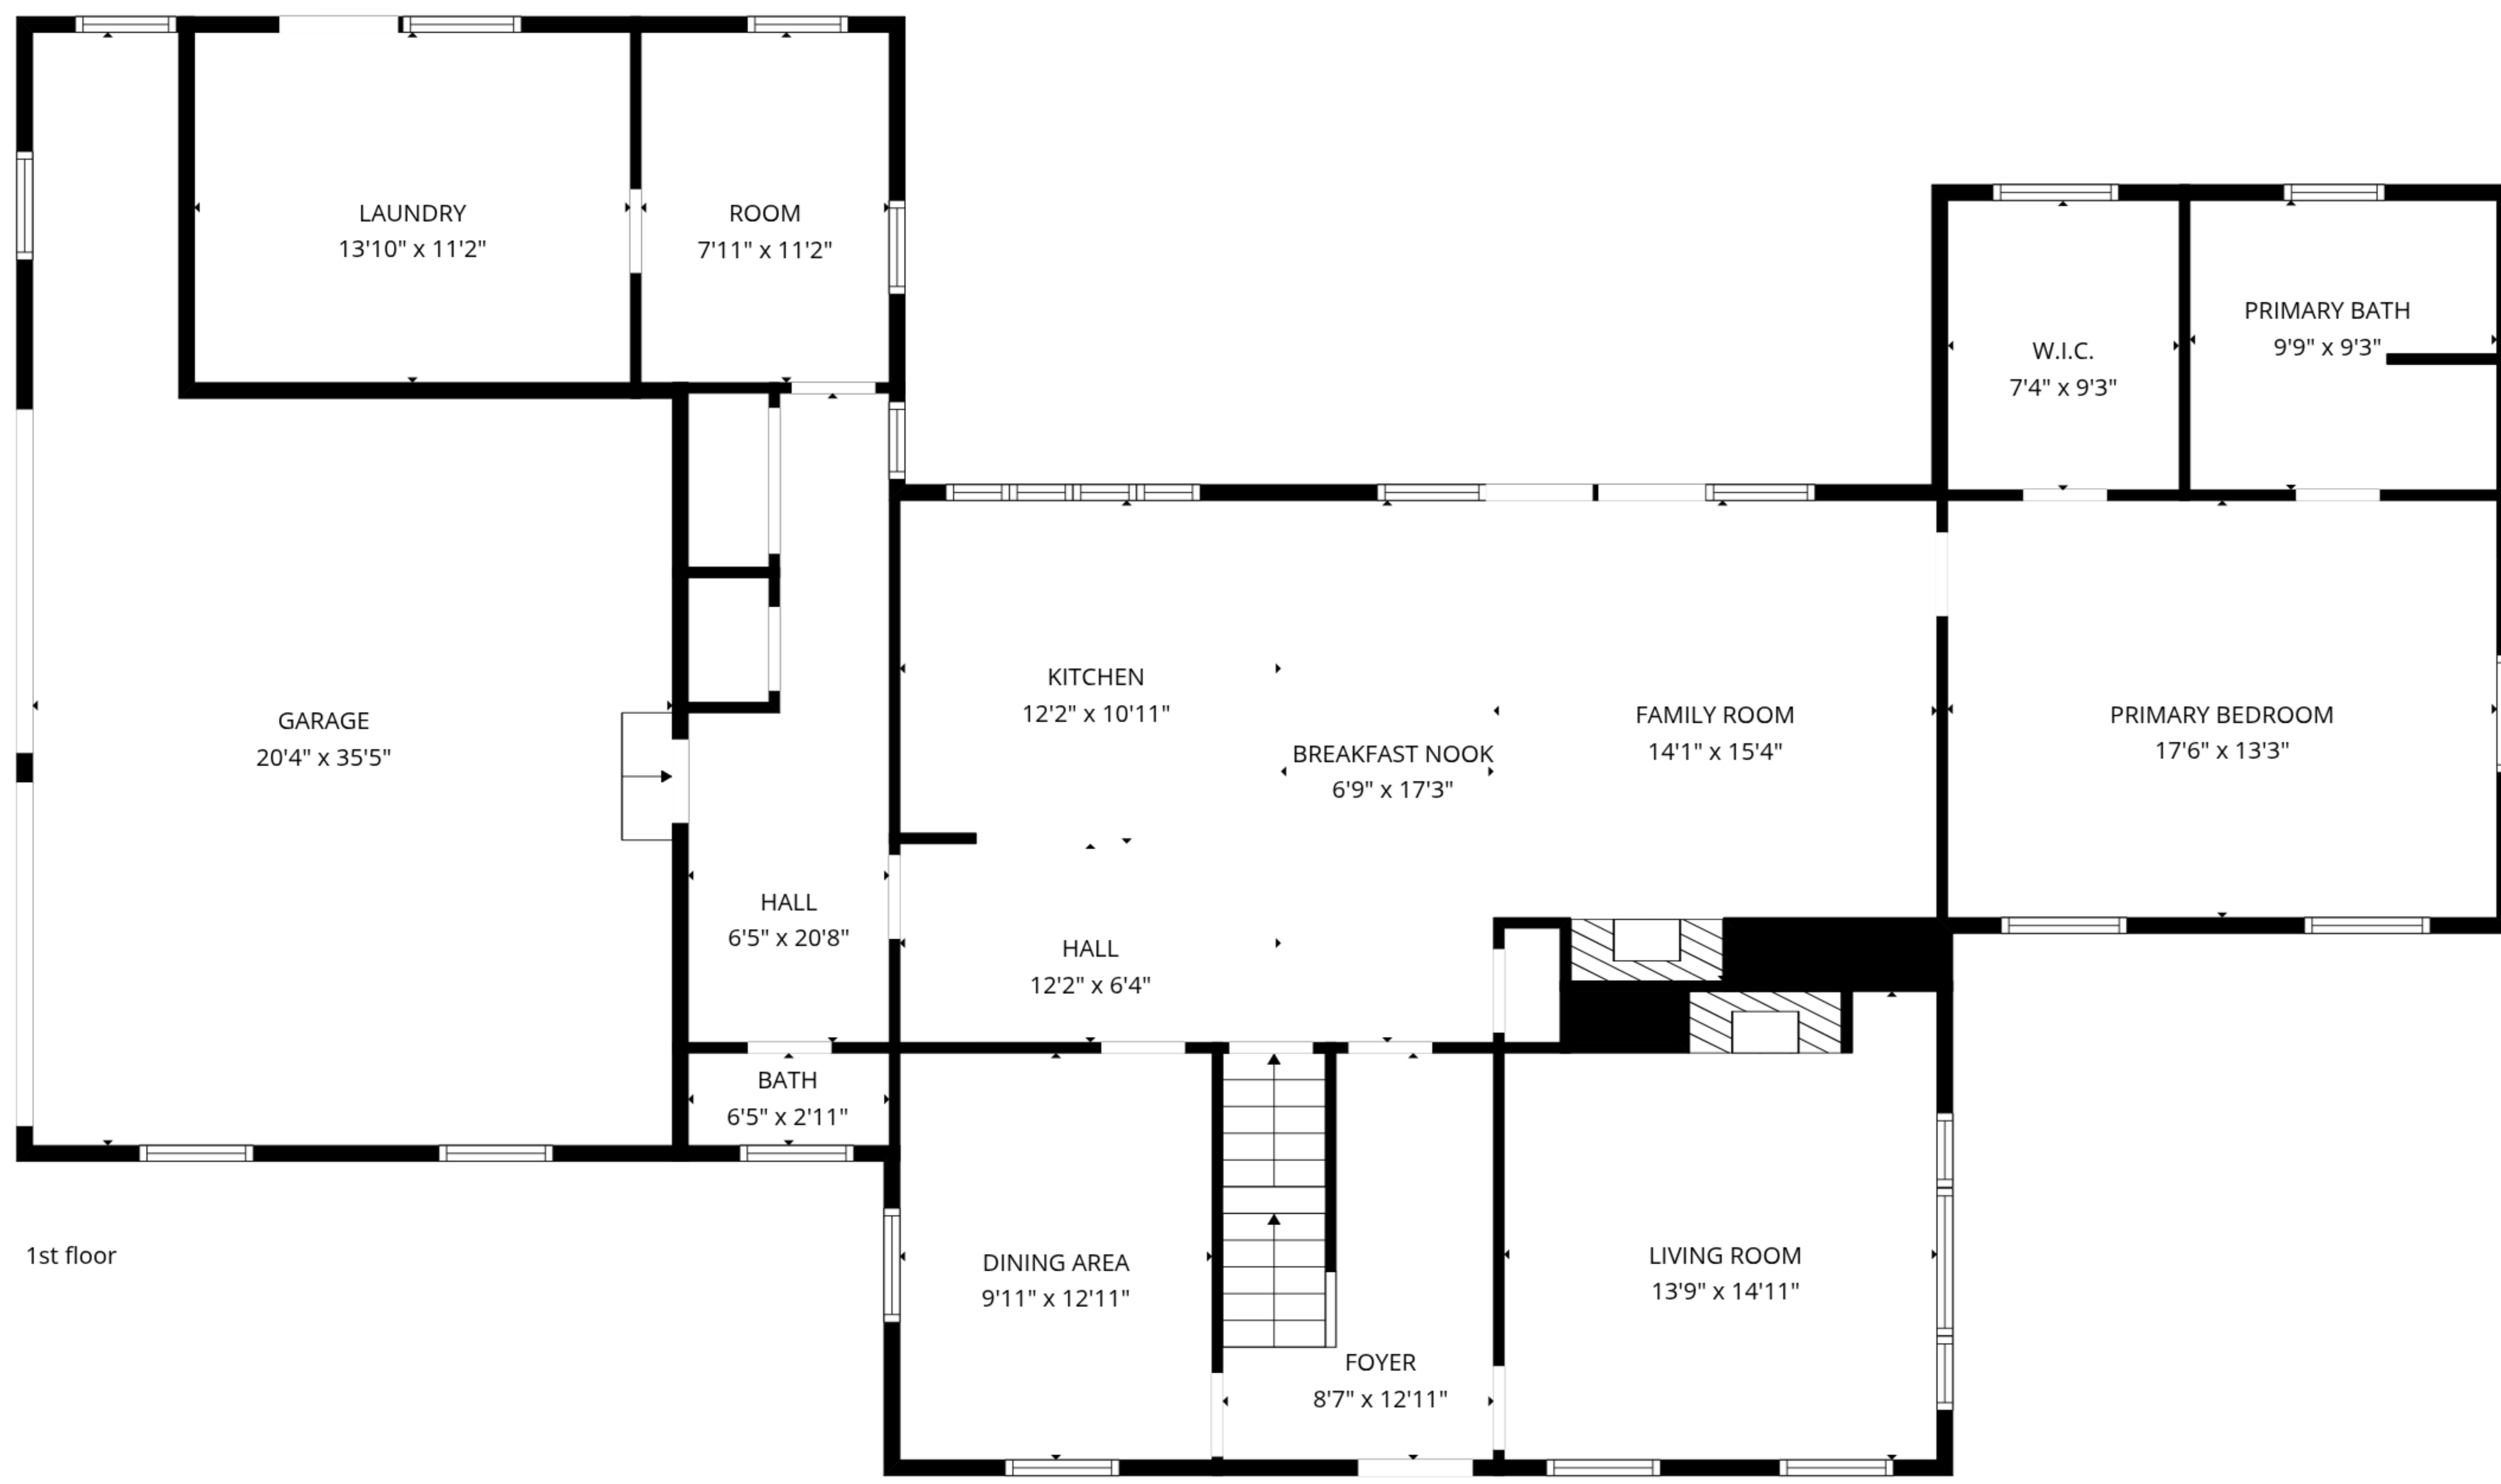 LAUNDRY
13'10" x 11'2"
ROOM
7'11" x 11'2"
PRIMARY BATH
9'9" x 9'3"
W.I.C.
7'4" x 9'3"
GARAGE
20'4" x 35'5"
KITCHEN
12'2" x 10'11"
BREAKFAST NOOK
6'9" x 17'3"
FAMILY ROOM
14'1" x 15'4"
PRIMARY BEDROOM
17'6" x 13'3"
HALL
6'5" x 20'8"
HALL
12'2" x 6'4"
BATH
6'5" x 2'11"
1st floor
DINING AREA
9'11" x 12'11"
FOYER
8'7" x 12'11"
LIVING ROOM
13'9" x 14'11"